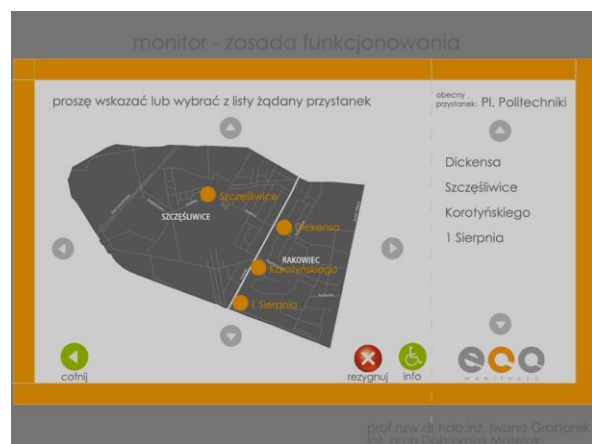 monitor - zasada funkcjonowania
proszę wskazać lub wybrać z listy żądany przystanek
obecny
przystanek: Pl. Politechniki
Dickensa
Szczęśliwice
Korotyńskiego
1 Sierpnia
Szczęśliwice
SZCZĘŚLIWICE
Dickensa
RAKOWIEC
Korotyńskiego
1 Sierpnia
cofnij
rezygnuj
info
eco
prof.nzw.dr hab.inż. Iwona Grabarek
inż. arch Dobromira